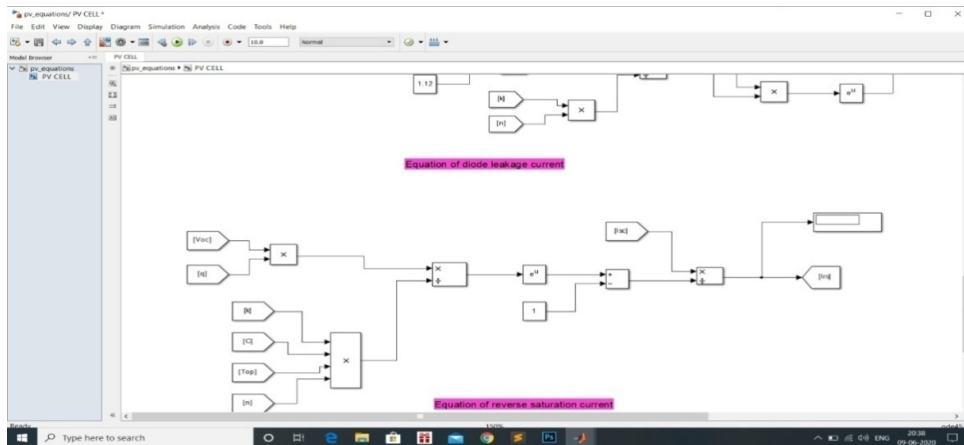 pv_equations/ PV CELL *
File Edit View Display Diagram Simulation Analysis Code Tools Help
10.0
Normal
Model Browser
PV CELL
pv_equations
PV CELL
pv_equations PV CELL
1.12
[k]
[n]
×
÷
×
e^u
Equation of diode leakage current
[Voc]
[q]
×
×
÷
e^u
1
+
−
[Isc]
×
÷
[Irs]
[k]
[C]
[Top]
[n]
×
Equation of reverse saturation current
Ready
150%
ode45
Type here to search
ENG
20:38
09-06-2020